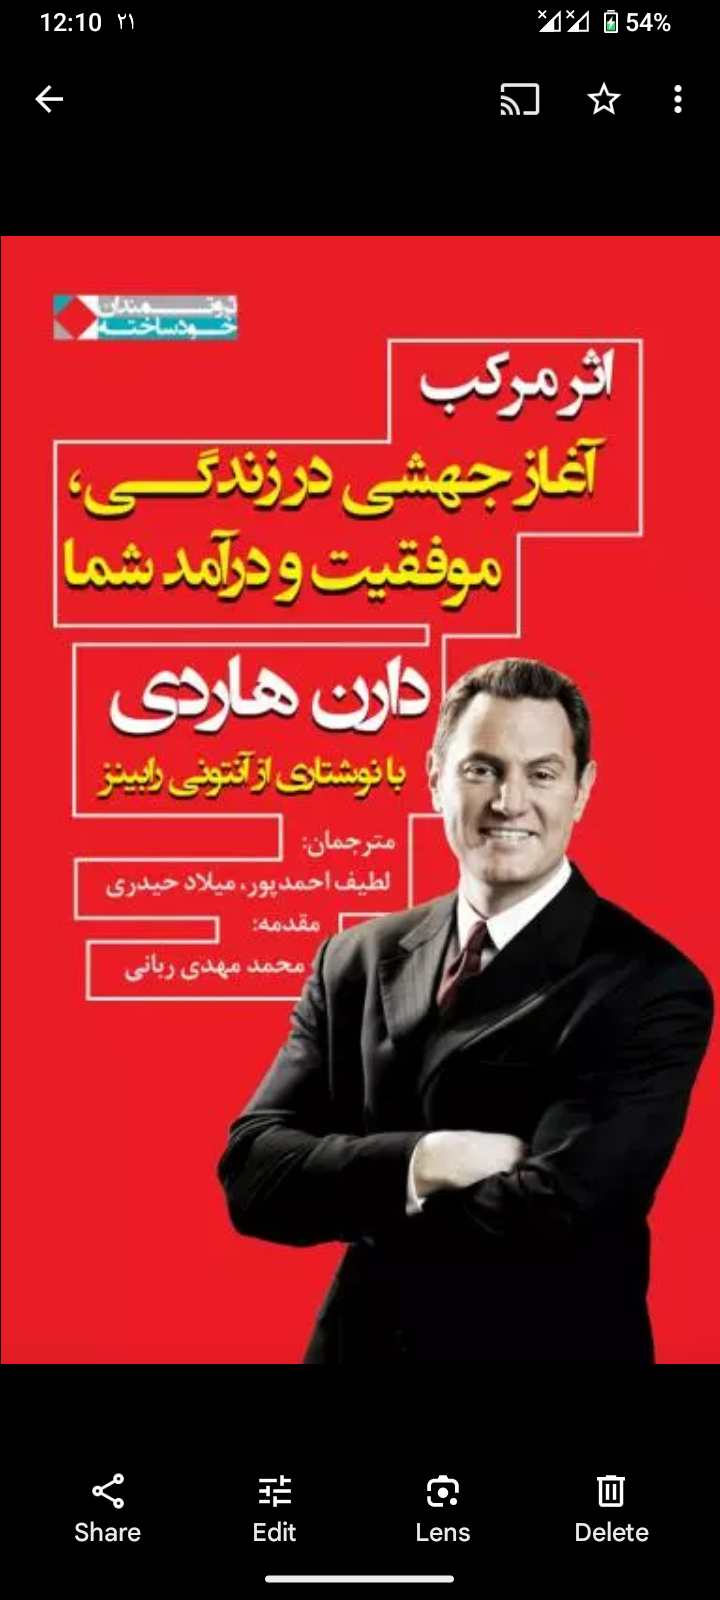 12:10 ۲۱ 54%
ثروتمندان
خودساخته
اثر مرکب
آغاز جهشی در زندگی،
موفقیت و درآمد شما
دارن هاردی
با نوشتاری از آنتونی رابینز
مترجمان:
لطیف احمدپور، میلاد حیدری
مقدمه:
محمد مهدی ربانی
Share Edit Lens Delete